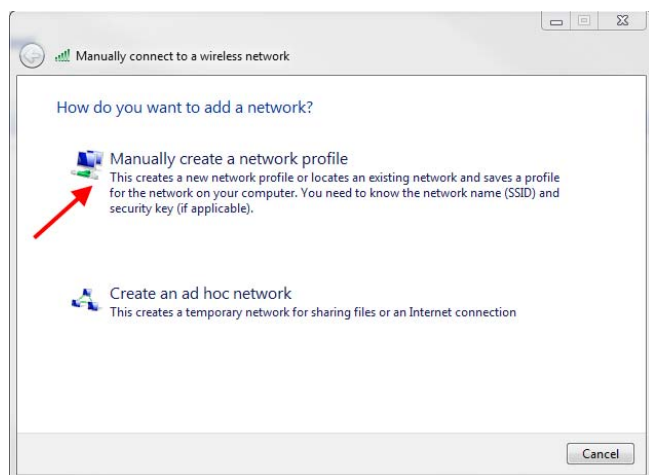 Manually connect to a wireless network
How do you want to add a network?
Manually create a network profile
This creates a new network profile or locates an existing network and saves a profile
for the network on your computer. You need to know the network name (SSID) and
security key (if applicable).
Create an ad hoc network
This creates a temporary network for sharing files or an Internet connection
Cancel